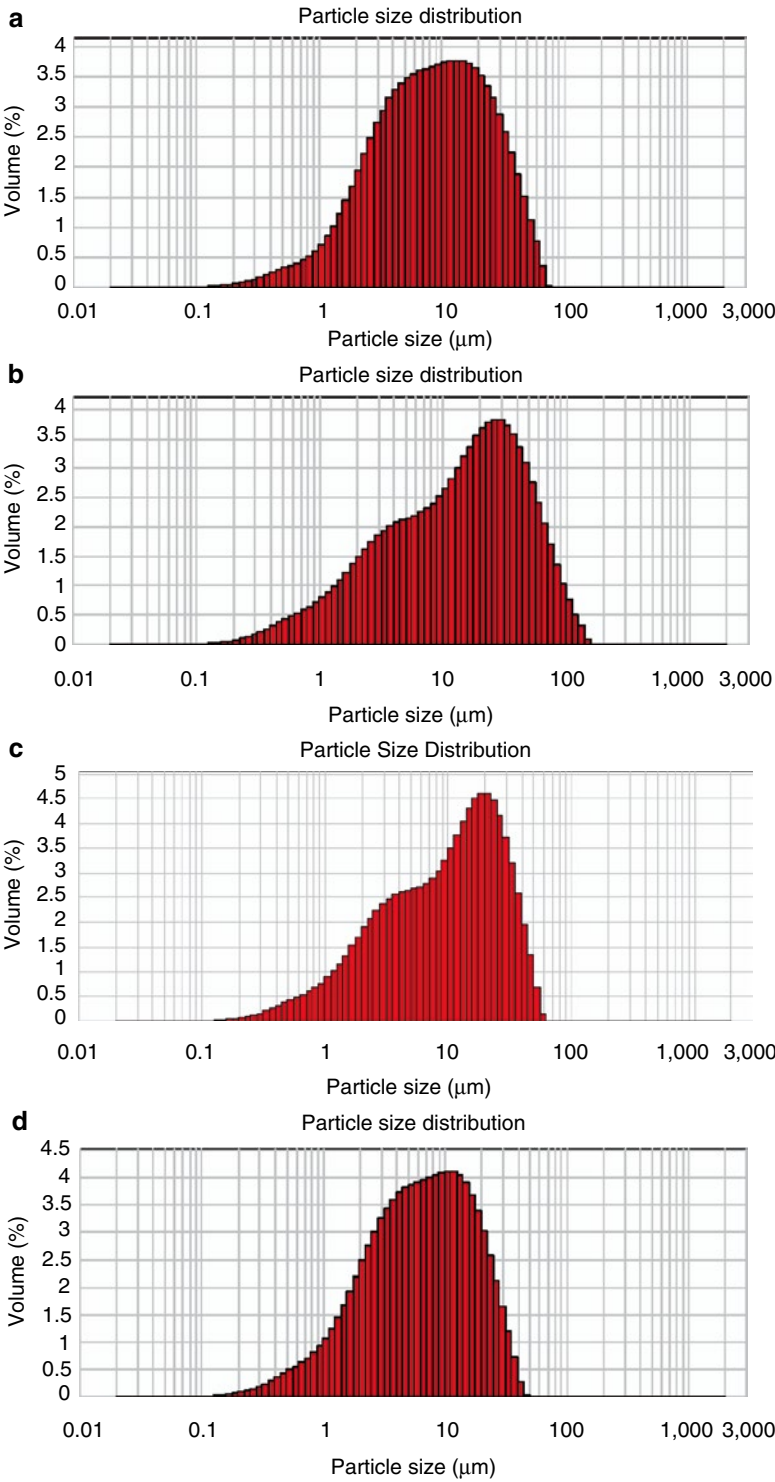 a
Particle size distribution
Volume (%)
4
3.5
3
2.5
2
1.5
1
0.5
0
0.01 0.1 1 10 100 1,000 3,000
Particle size (μm)
b
Particle size distribution
Volume (%)
4
3.5
3
2.5
2
1.5
1
0.5
0
0.01 0.1 1 10 100 1,000 3,000
Particle size (μm)
c
Particle Size Distribution
Volume (%)
5
4.5
4
3.5
3
2.5
2
1.5
1
0.5
0
0.01 0.1 1 10 100 1,000 3,000
Particle size (μm)
d
Particle size distribution
Volume (%)
4.5
4
3.5
3
2.5
2
1.5
1
0.5
0
0.01 0.1 1 10 100 1,000 3,000
Particle size (μm)